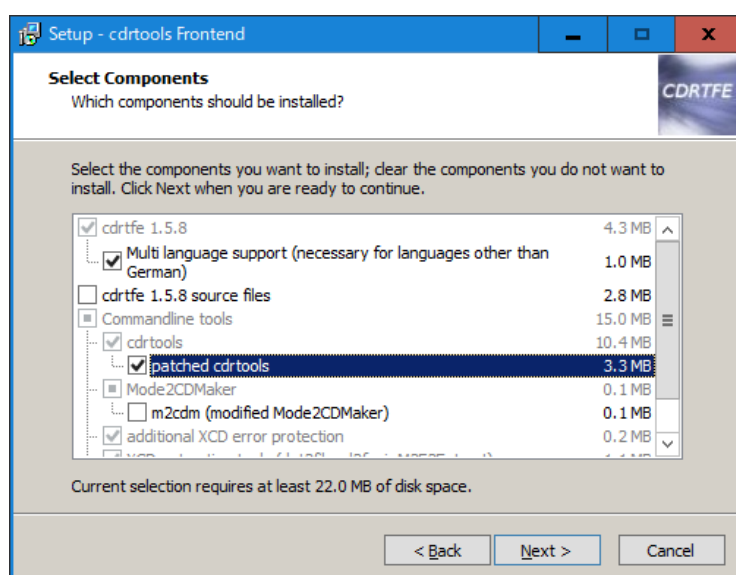 Setup - cdrtools Frontend
Select Components
Which components should be installed?
CDRTFE
Select the components you want to install; clear the components you do not want to
install. Click Next when you are ready to continue.
cdrtfe 1.5.8 4.3 MB
Multi language support (necessary for languages other than
German) 1.0 MB
cdrtfe 1.5.8 source files 2.8 MB
Commandline tools 15.0 MB
cdrtools 10.4 MB
patched cdrtools 3.3 MB
Mode2CDMaker 0.1 MB
m2cdm (modified Mode2CDMaker) 0.1 MB
additional XCD error protection 0.2 MB
Current selection requires at least 22.0 MB of disk space.
< Back Next > Cancel